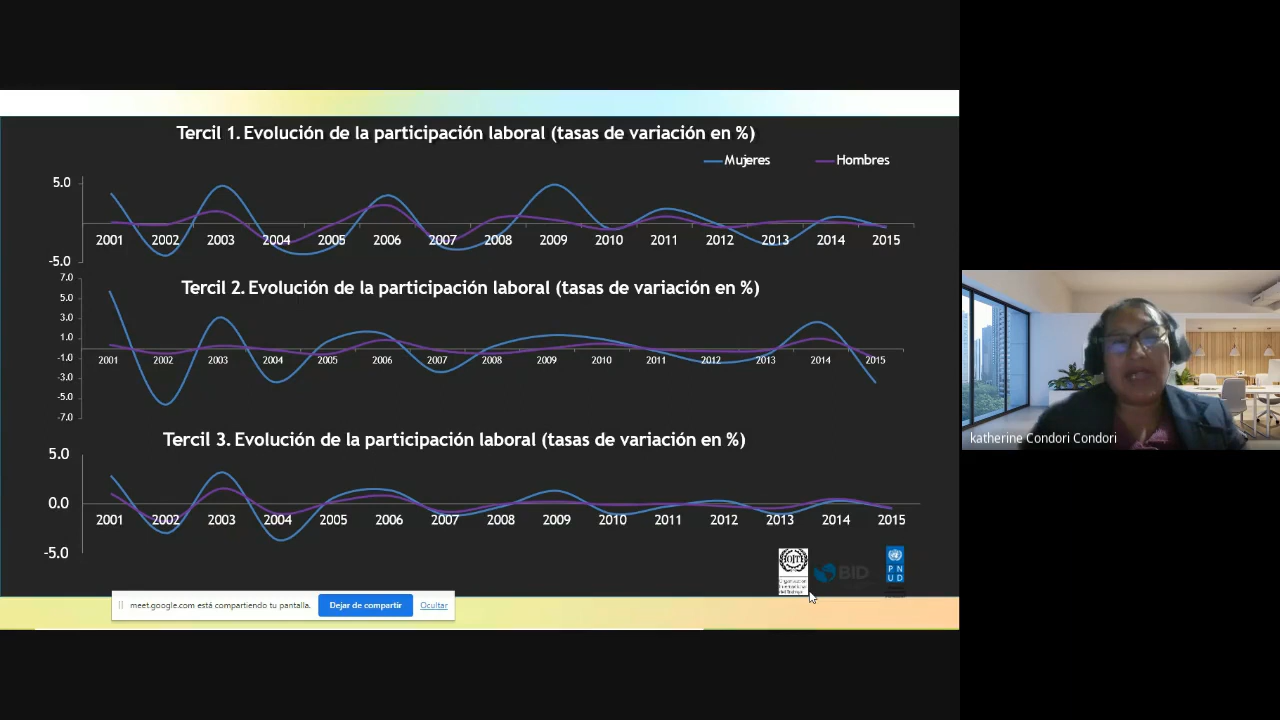 Tercil 1. Evolución de la participación laboral (tasas de variación en %)
Mujeres Hombres
5.0
2001 2002 2003 2004 2005 2006 2007 2008 2009 2010 2011 2012 2013 2014 2015
-5.0
7.0
Tercil 2. Evolución de la participación laboral (tasas de variación en %)
5.0
3.0
1.0
2001 2002 2003 2004 2005 2006 2007 2008 2009 2010 2011 2012 2013 2014 2015
-1.0
-3.0
-5.0
-7.0
Tercil 3. Evolución de la participación laboral (tasas de variación en %)
5.0
0.0
2001 2002 2003 2004 2005 2006 2007 2008 2009 2010 2011 2012 2013 2014 2015
-5.0
BID
P N
U D
meet.google.com está compartiendo tu pantalla. Dejar de compartir Ocultar
katherine Condori Condori